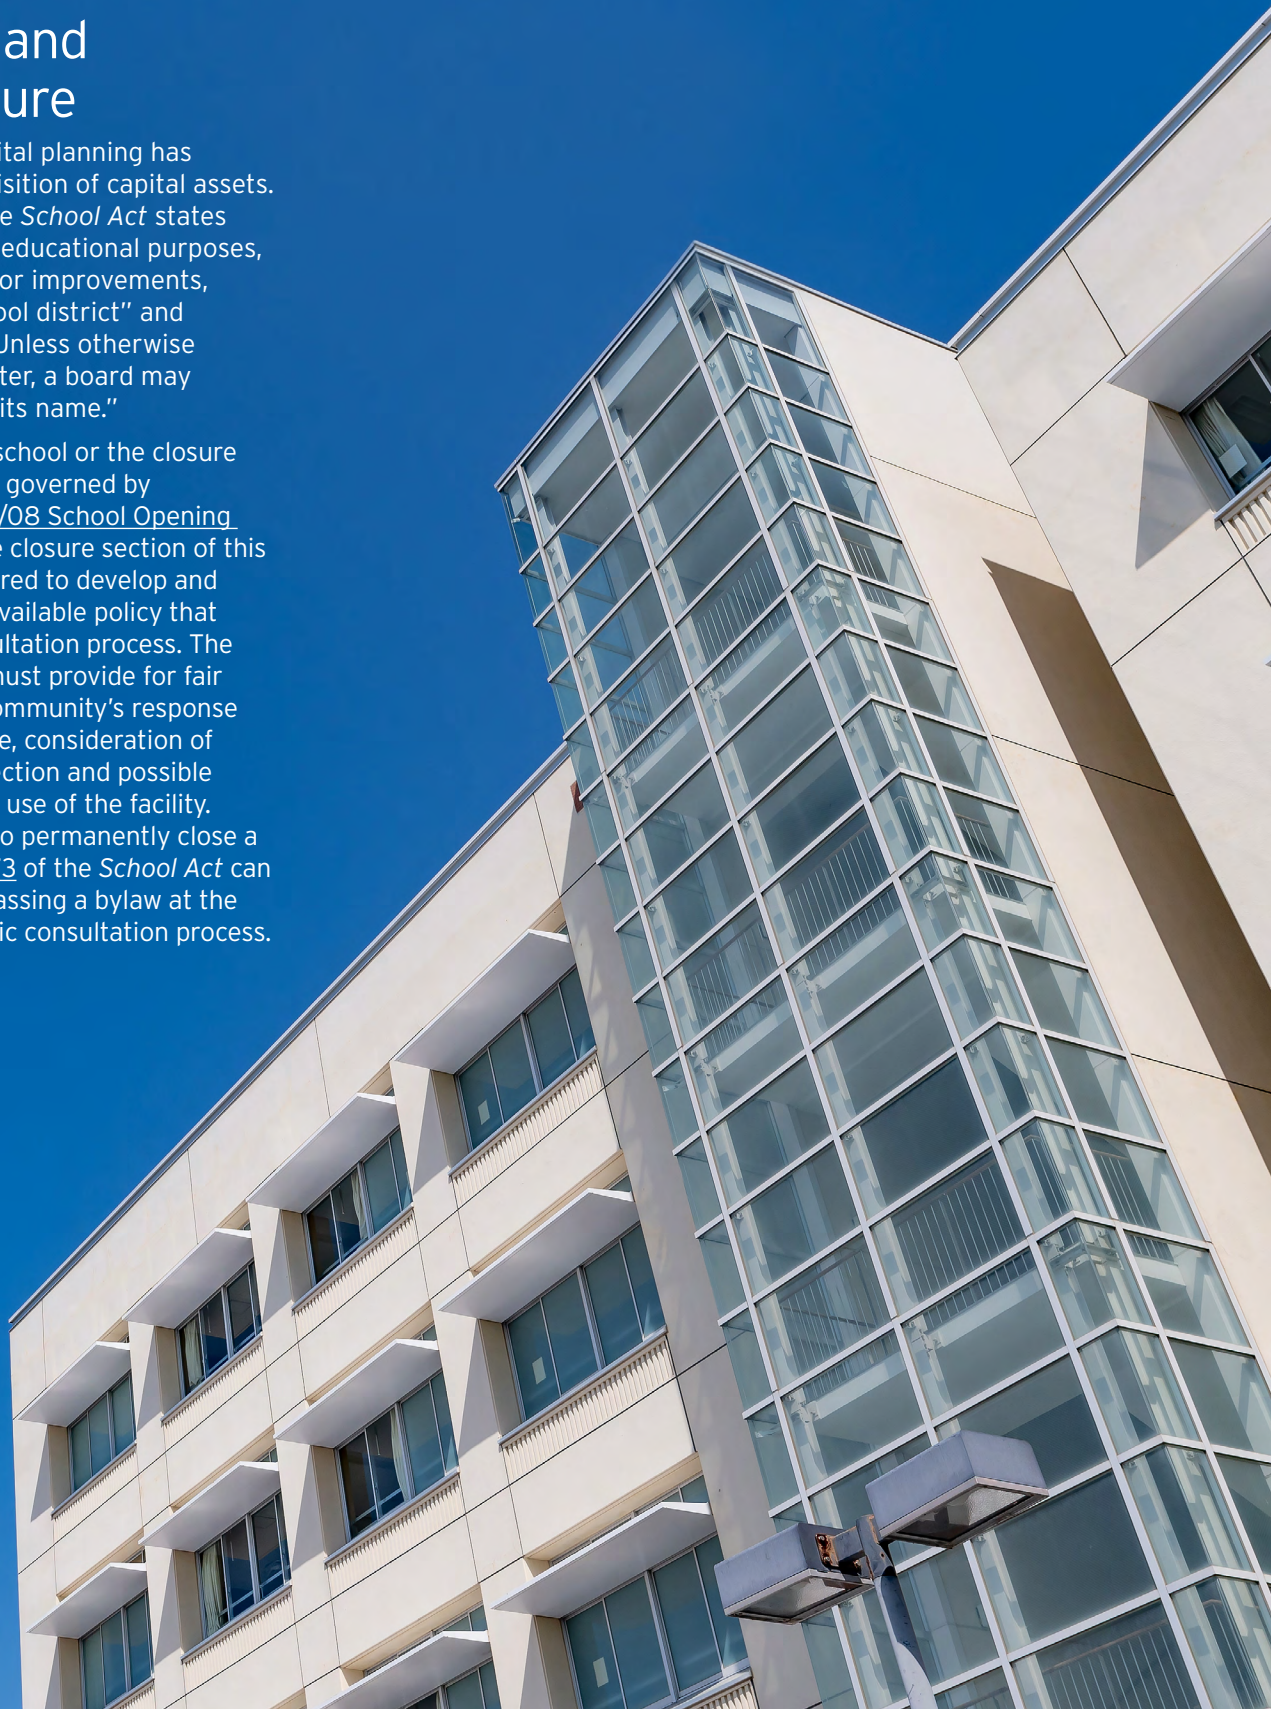 and
ure
ital planning has
isition of capital assets.
e School Act states
educational purposes,
or improvements,
ool district” and
Unless otherwise
ter, a board may
its name.”
school or the closure
governed by
/08 School Opening
e closure section of this
red to develop and
vailable policy that
ultation process. The
must provide for fair
ommunity’s response
e, consideration of
ection and possible
use of the facility.
o permanently close a
73 of the School Act can
assing a bylaw at the
ic consultation process.